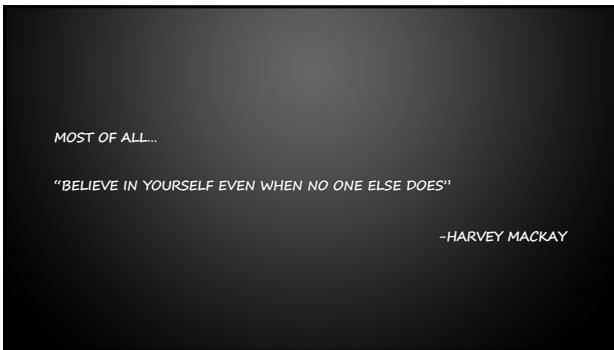 MOST OF ALL…
“BELIEVE IN YOURSELF EVEN WHEN NO ONE ELSE DOES”
-HARVEY MACKAY